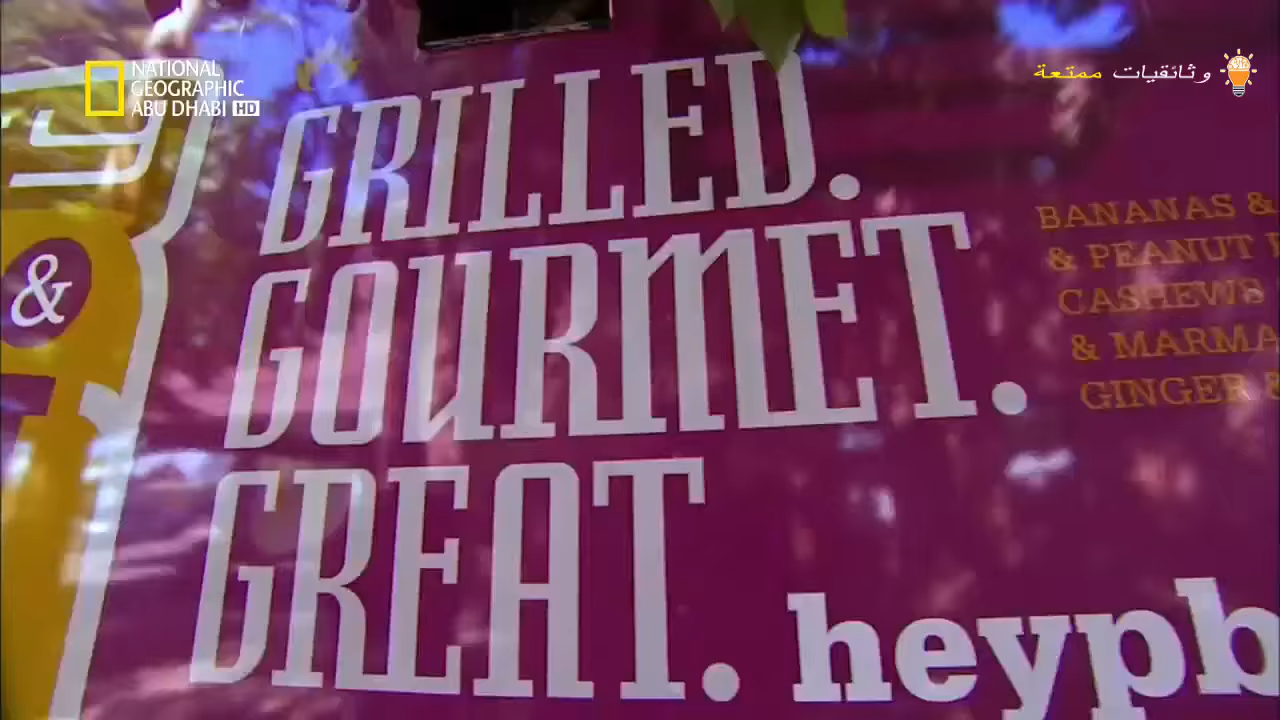 NATIONAL
GEOGRAPHIC
ABU DHABI HD
وثائقيات ممتعة
&
GRILLED.
GOURMET.
GREAT.
BANANAS &
& PEANUT
CASHEWS
& MARMA
GINGER &
heypb